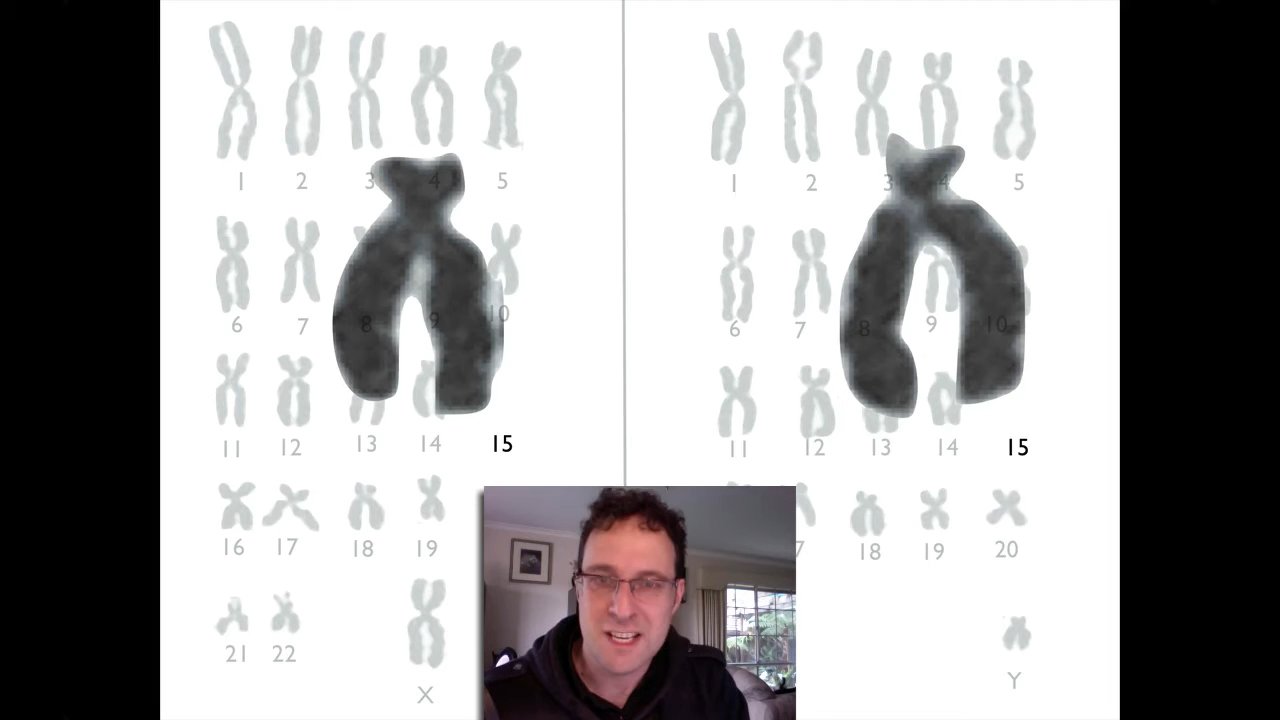 1 2 3 4 5
6 7 8 9 10
11 12 13 14 15
16 17 18 19
21 22
X
1 2 3 4 5
6 7 8 9 10
11 12 13 14 15
7 18 19 20
Y